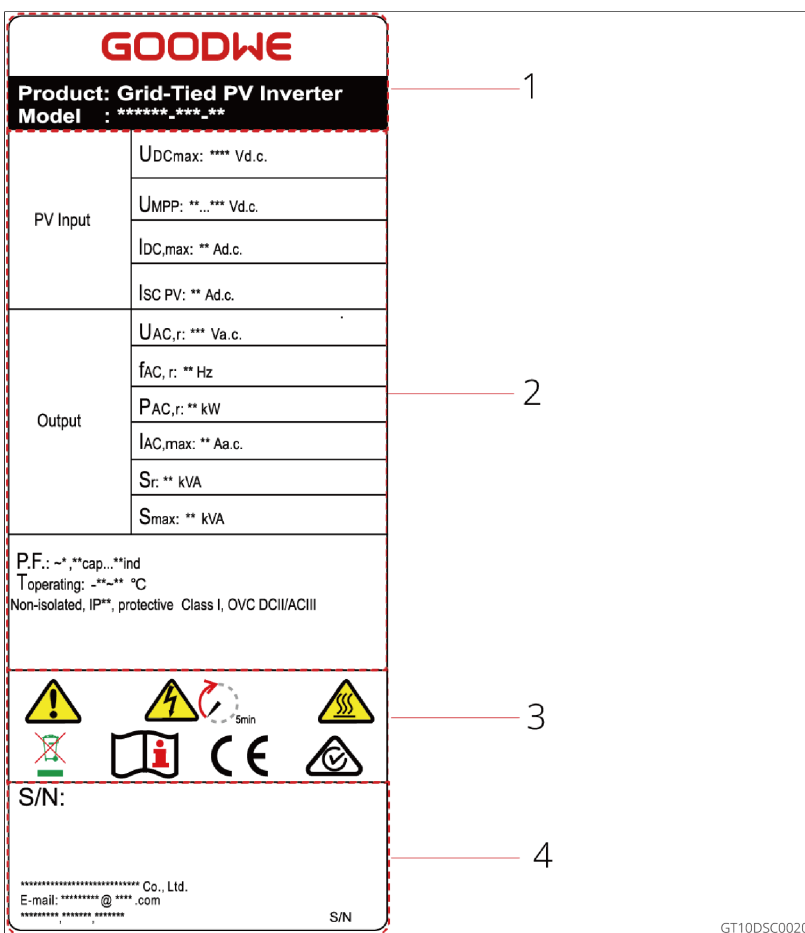 GOODWE
Product: Grid-Tied PV Inverter
Model : ******-***-**
1
PV Input
UDCmax: **** Vd.c.
UMPP: **...*** Vd.c.
IDC,max: ** Ad.c.
ISC PV: ** Ad.c.
Output
UAC,r: *** Va.c.
fAC, r: ** Hz
PAC,r: ** kW
IAC,max: ** Aa.c.
Sr: ** kVA
Smax: ** kVA
2
P.F.: ~*,**cap...**ind
Toperating: -**~** °C
Non-isolated, IP**, protective Class I, OVC DCII/ACIII
5min
3
i
CE
S/N:
4
**************************** Co., Ltd.
E-mail: ********* @ **** .com
*********,*******,*******
S/N
GT10DSC0020